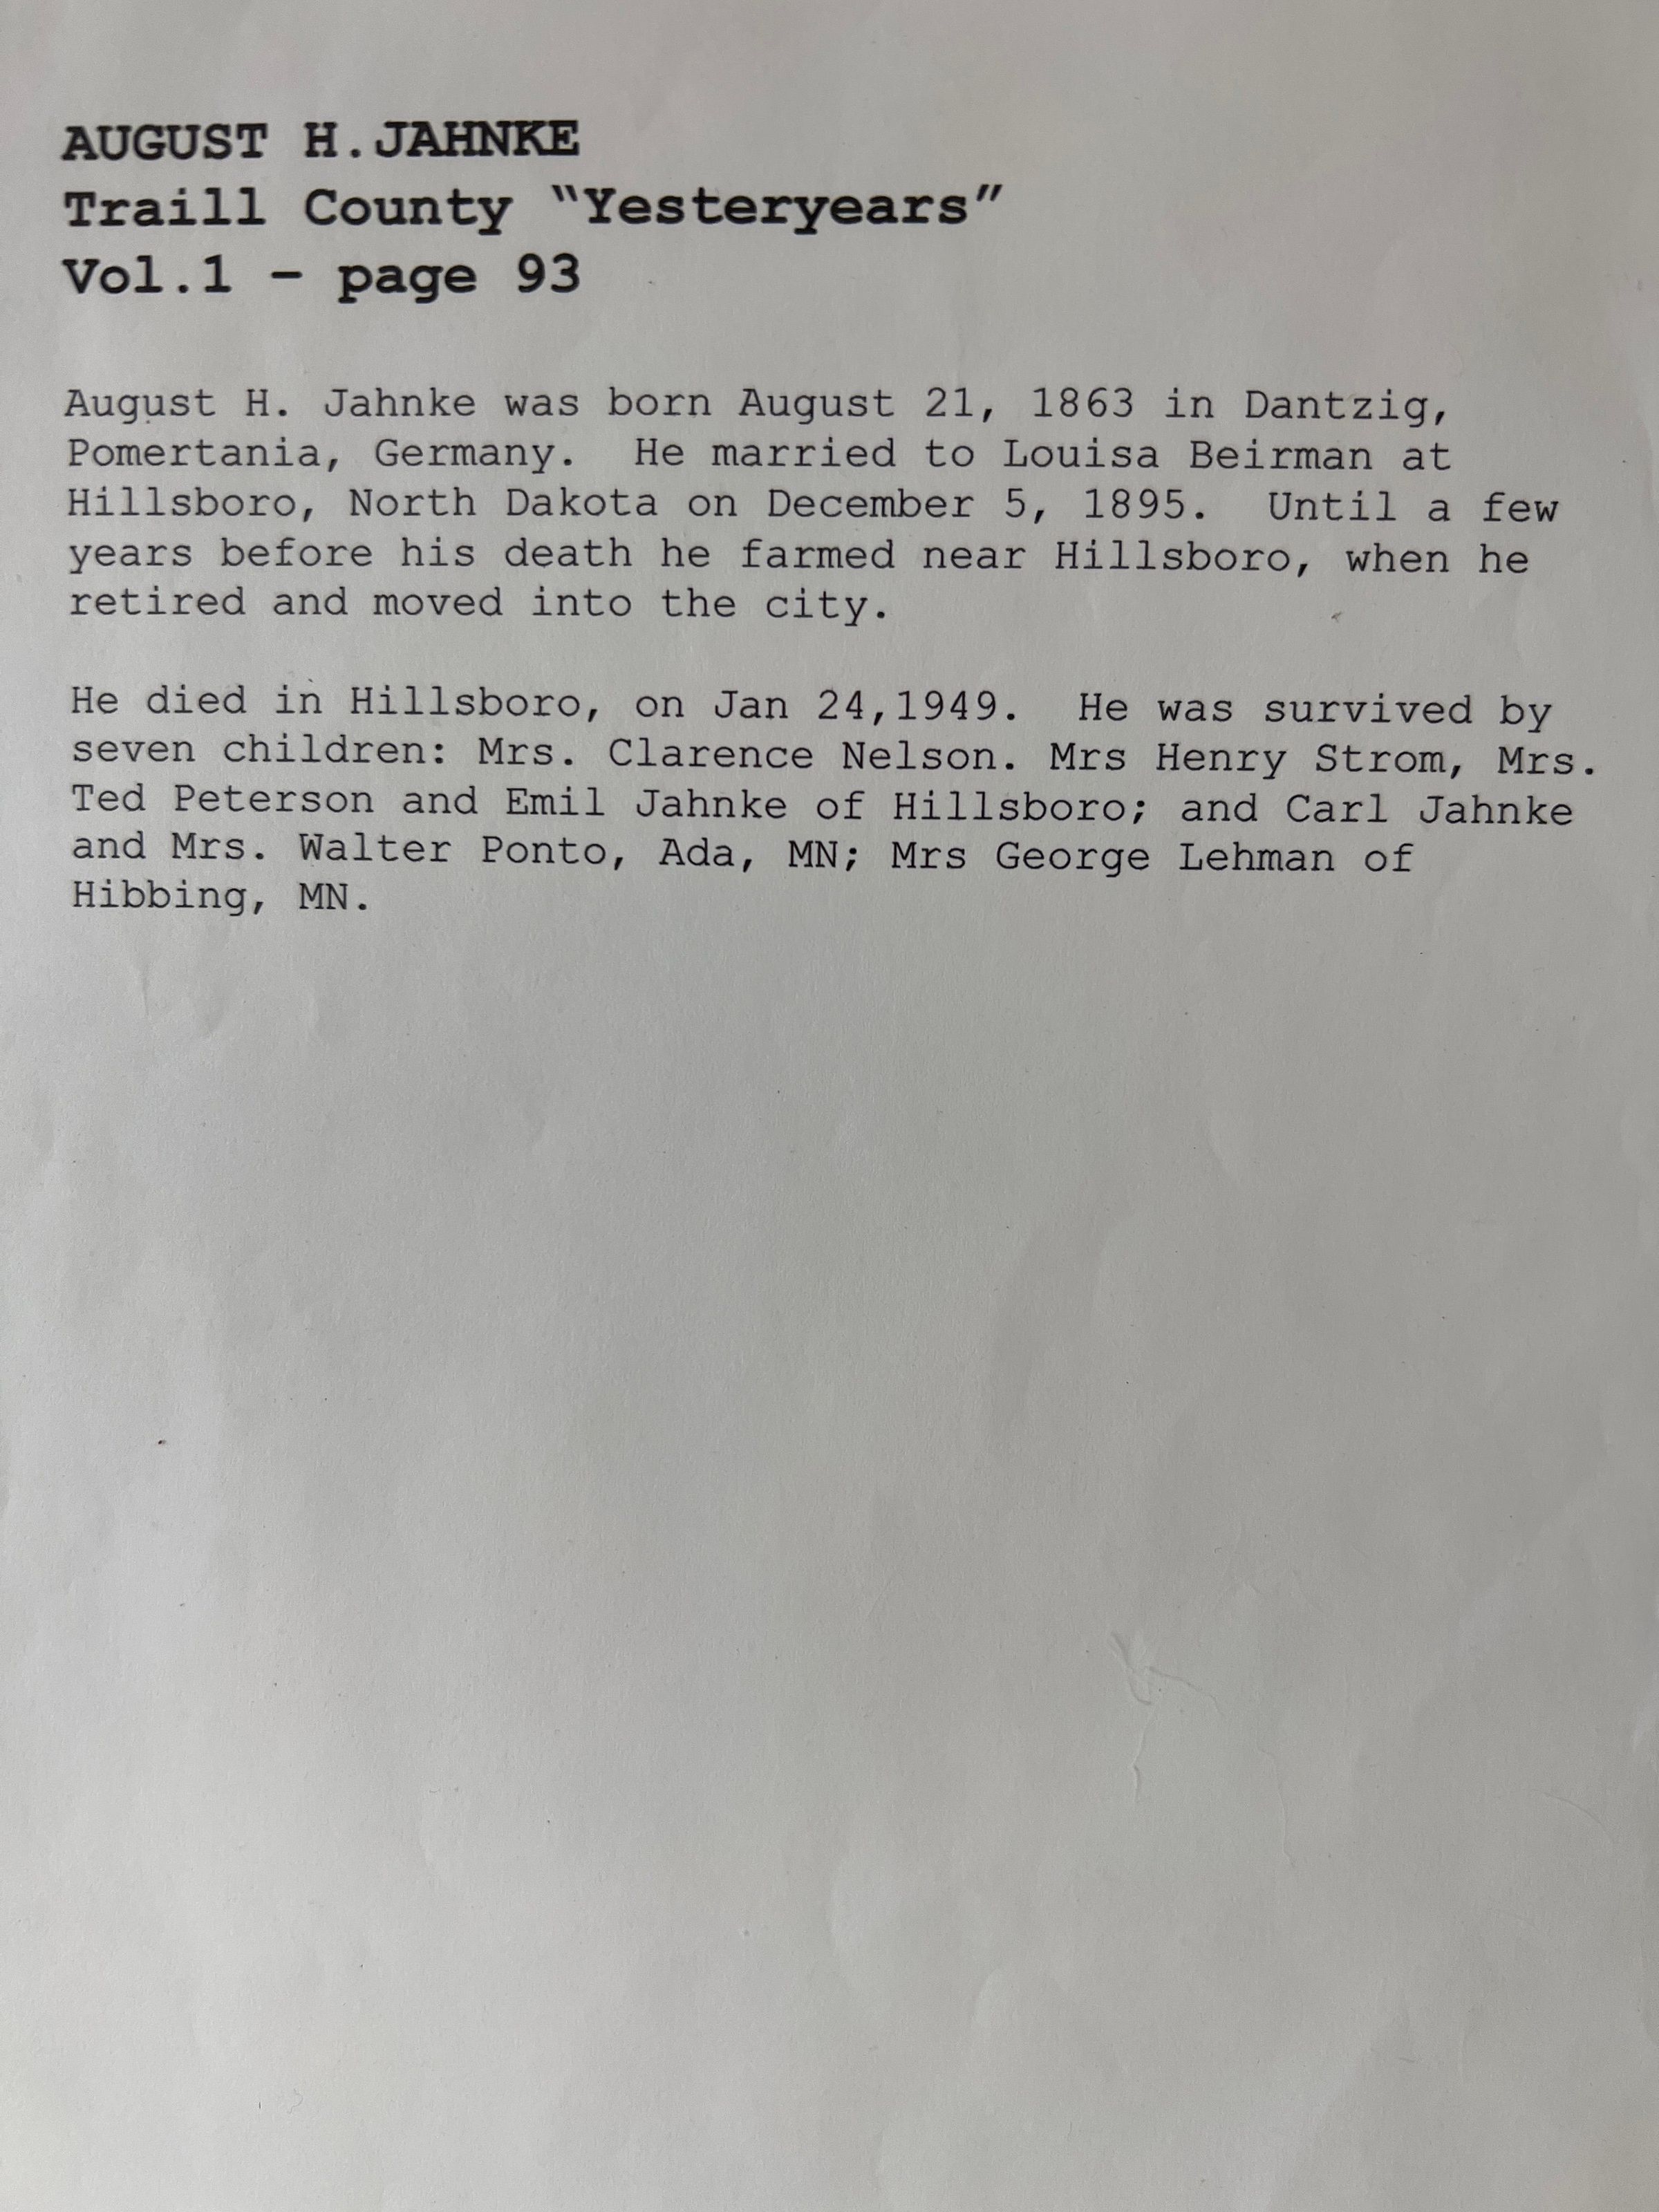 AUGUST H.JAHNKE
Traill County “Yesteryears”
Vol.1 – page 93
August H. Jahnke was born August 21, 1863 in Dantzig,
Pomertania, Germany.  He married to Louisa Beirman at
Hillsboro, North Dakota on December 5, 1895.  Until a few
years before his death he farmed near Hillsboro, when he
retired and moved into the city.
He died in Hillsboro, on Jan 24,1949.  He was survived by
seven children: Mrs. Clarence Nelson. Mrs Henry Strom, Mrs.
Ted Peterson and Emil Jahnke of Hillsboro; and Carl Jahnke
and Mrs. Walter Ponto, Ada, MN; Mrs George Lehman of
Hibbing, MN.